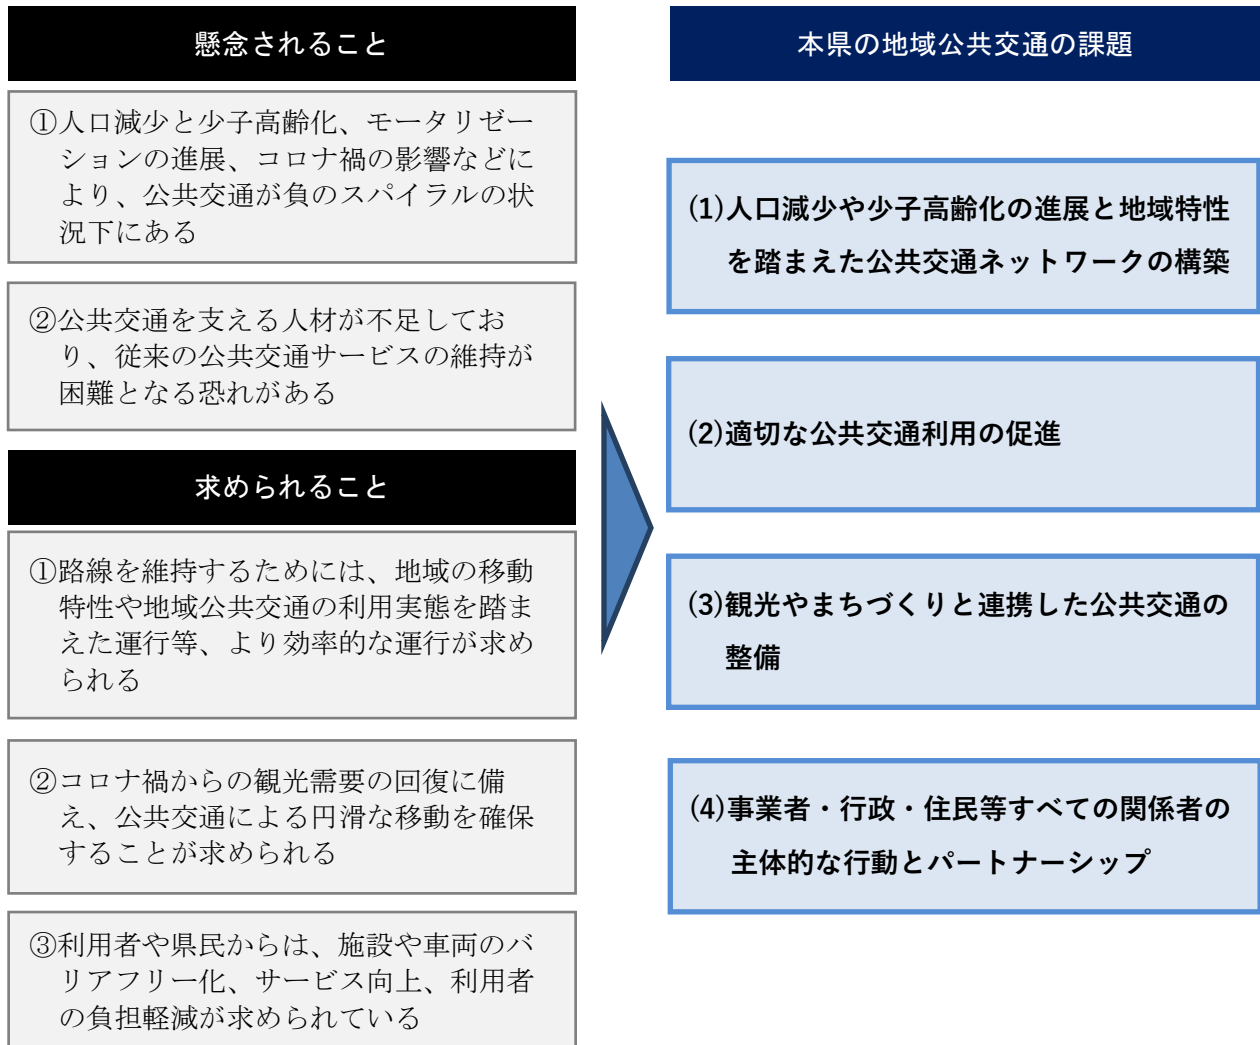 懸念されること
①人口減少と少子高齢化、モータリゼー
ションの進展、コロナ禍の影響などに
より、公共交通が負のスパイラルの状
況下にある
②公共交通を支える人材が不足してお
り、従来の公共交通サービスの維持が
困難となる恐れがある
求められること
①路線を維持するためには、地域の移動
特性や地域公共交通の利用実態を踏ま
えた運行等、より効率的な運行が求め
られる
②コロナ禍からの観光需要の回復に備
え、公共交通による円滑な移動を確保
することが求められる
③利用者や県民からは、施設や車両のバ
リアフリー化、サービス向上、利用者
の負担軽減が求められている
本県の地域公共交通の課題
(1)人口減少や少子高齢化の進展と地域特性
を踏まえた公共交通ネットワークの構築
(2)適切な公共交通利用の促進
(3)観光やまちづくりと連携した公共交通の
整備
(4)事業者・行政・住民等すべての関係者の
主体的な行動とパートナーシップ